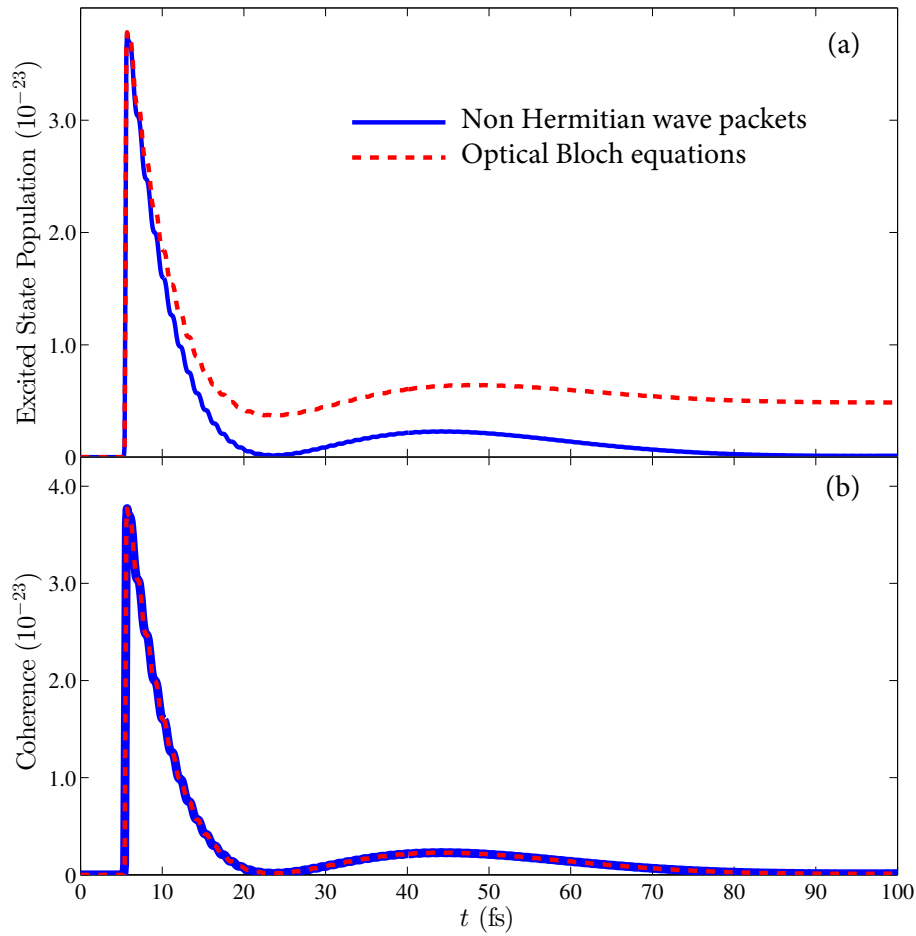 (a)
Excited State Population (10⁻²³)
3.0
2.0
1.0
0
Non Hermitian wave packets
Optical Bloch equations
(b)
Coherence (10⁻²³)
4.0
3.0
2.0
1.0
0
0 10 20 30 40 50 60 70 80 90 100
t (fs)